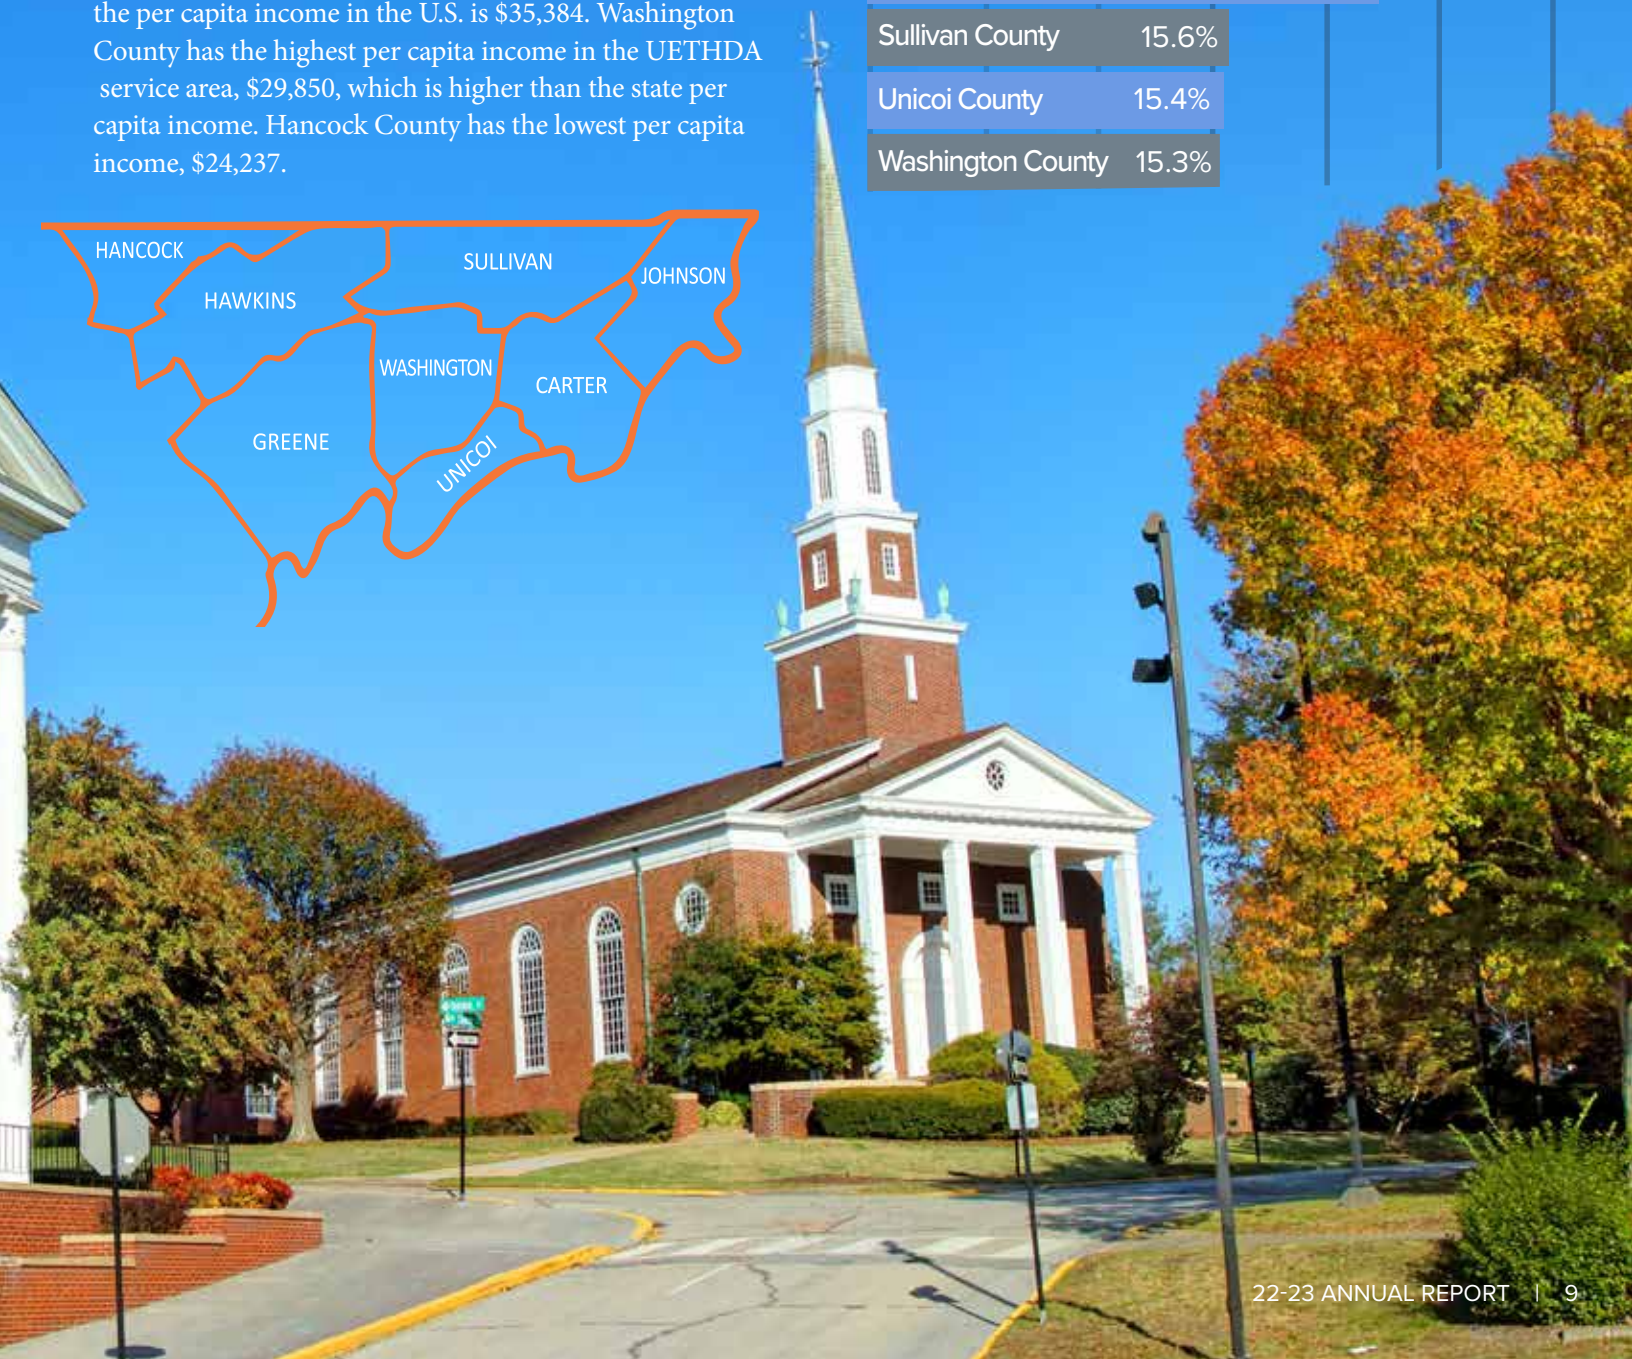 the per capita income in the U.S. is $35,384. Washington
County has the highest per capita income in the UETHDA
service area, $29,850, which is higher than the state per
capita income. Hancock County has the lowest per capita
income, $24,237.
Sullivan County 15.6%
Unicoi County 15.4%
Washington County 15.3%
HANCOCK
HAWKINS
SULLIVAN
JOHNSON
WASHINGTON
CARTER
GREENE
UNICOI
22-23 ANNUAL REPORT | 9